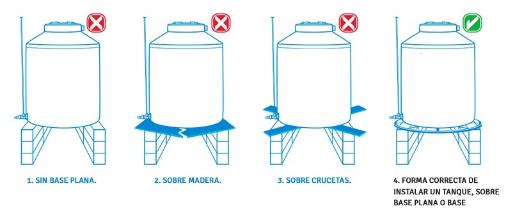 1. SIN BASE PLANA.
2. SOBRE MADERA.
3. SOBRE CRUCETAS.
4. FORMA CORRECTA DE
INSTALAR UN TANQUE, SOBRE
BASE PLANA O BASE